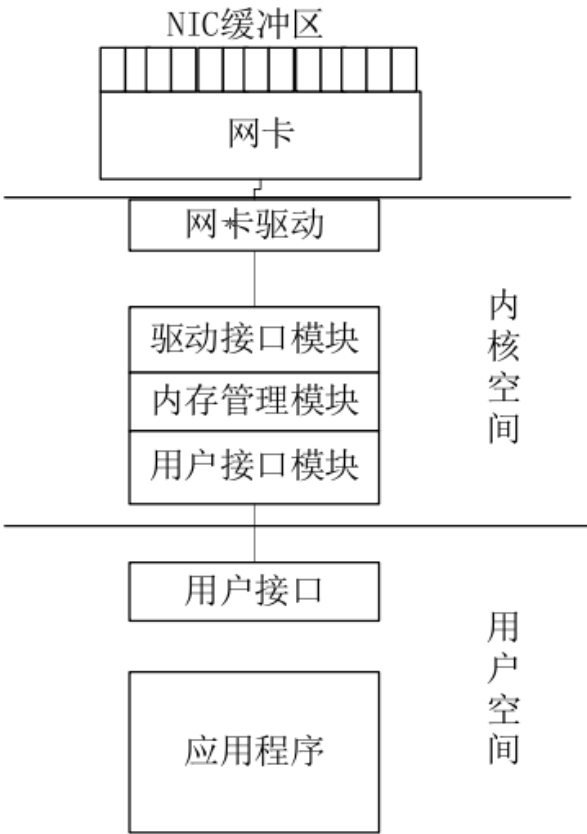 NIC缓冲区
网卡
网卡驱动
驱动接口模块
内存管理模块
用户接口模块
内核空间
用户接口
应用程序
用户空间